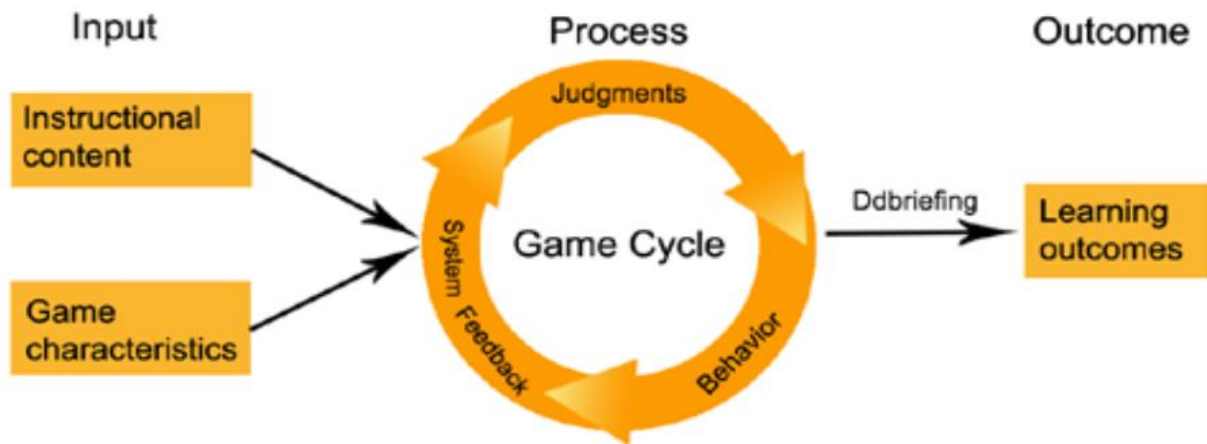 Input
Process
Outcome
Instructional
content
Game
characteristics
Judgments
System Feedback
Game Cycle
Behavior
Ddbriefing
Learning
outcomes